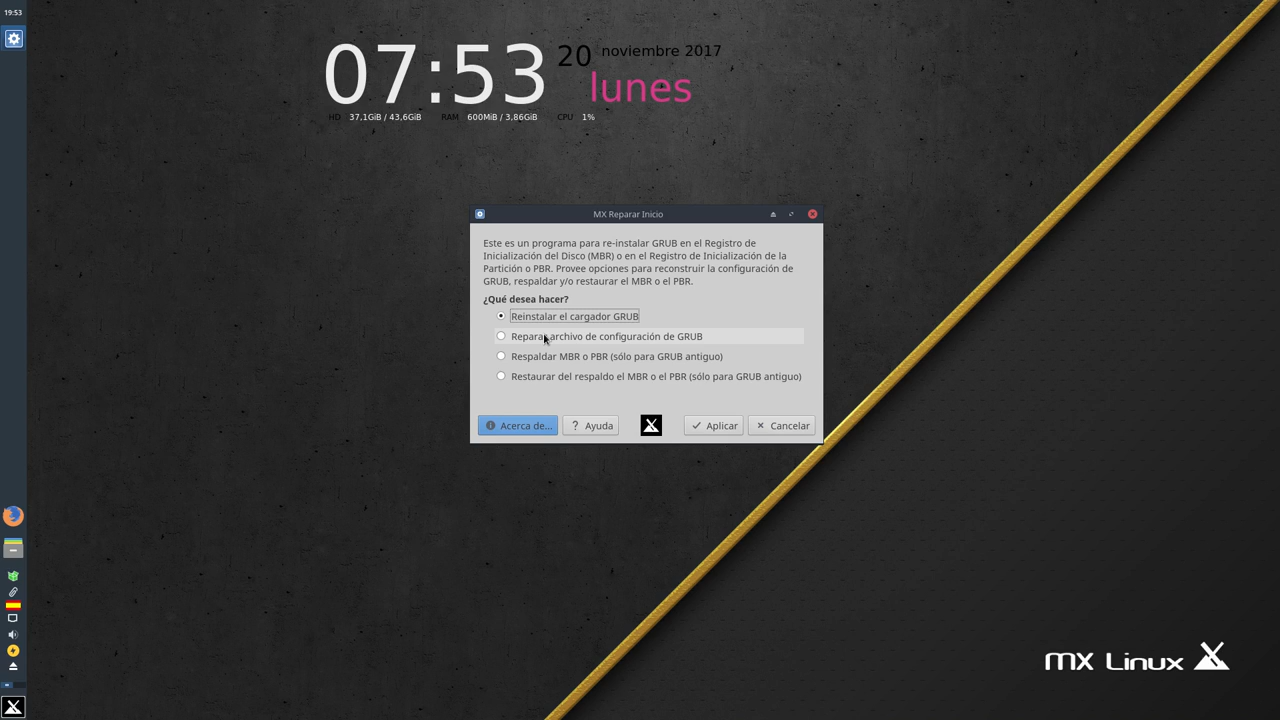 19:53
07:53
20 noviembre 2017
lunes
HD 37,1GiB / 43,6GiB RAM 600MiB / 3,86GiB CPU 1%
MX Reparar Inicio
Este es un programa para re-instalar GRUB en el Registro de
Inicialización del Disco (MBR) o en el Registro de Inicialización de la
Partición o PBR. Provee opciones para reconstruir la configuración de
GRUB, respaldar y/o restaurar el MBR o el PBR.
¿Qué desea hacer?
Reinstalar el cargador GRUB
Reparar archivo de configuración de GRUB
Respaldar MBR o PBR (sólo para GRUB antiguo)
Restaurar del respaldo el MBR o el PBR (sólo para GRUB antiguo)
Acerca de... ? Ayuda Aplicar Cancelar
MX Linux